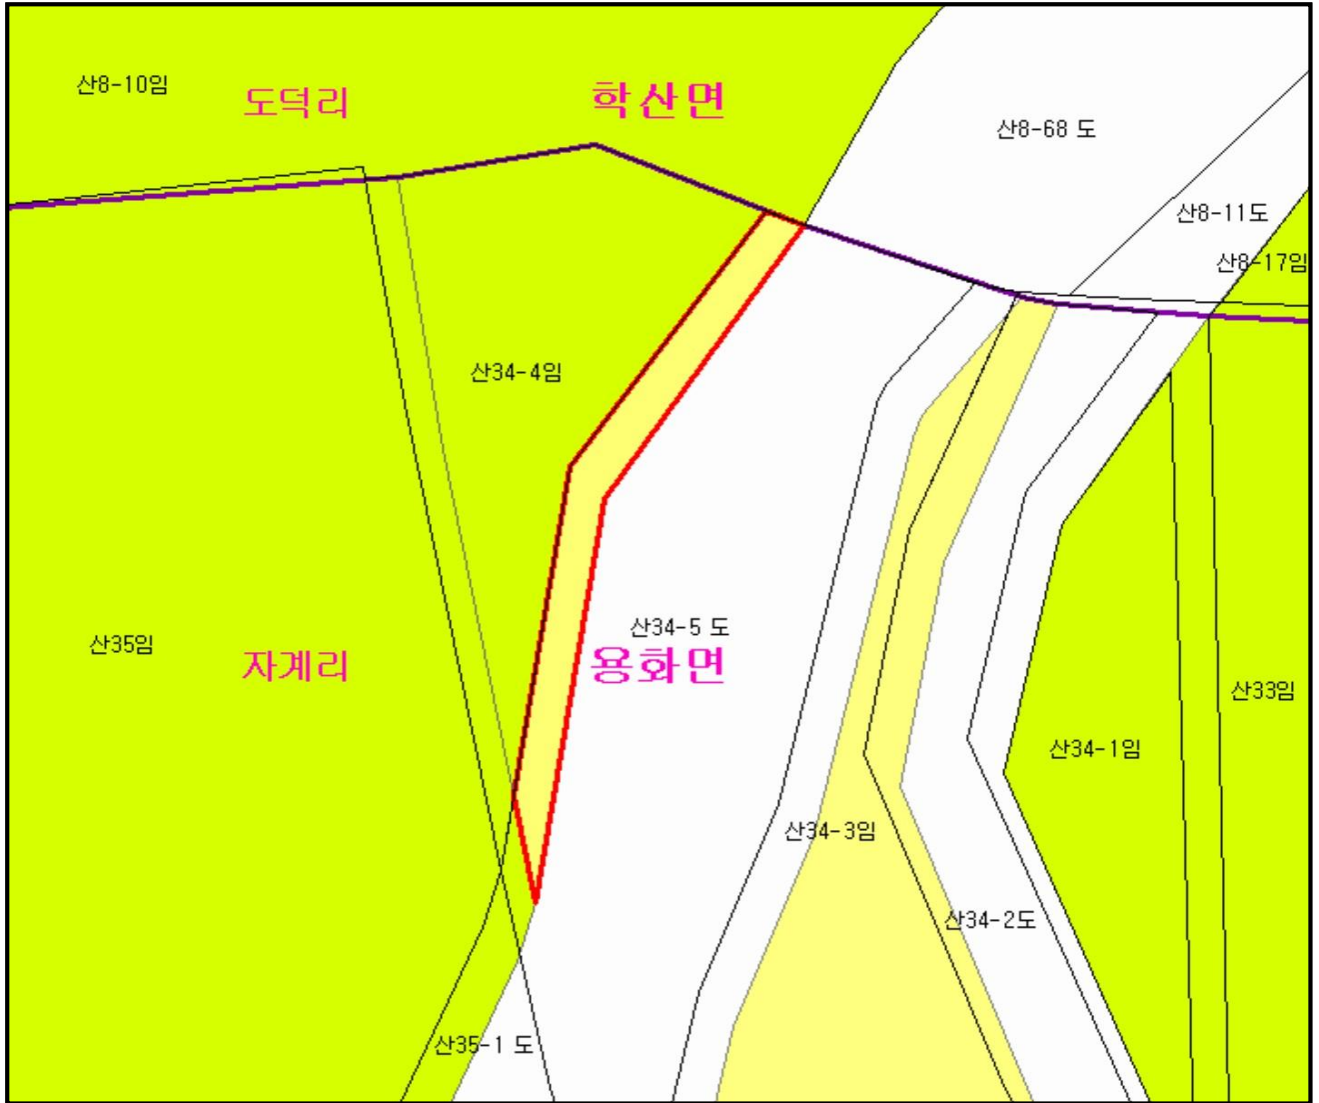 산8-10임
도덕리
학산면
산8-68 도
산8-11도
산8-17임
산34-4임
산34-5 도
산35임
자계리
용화면
산33임
산34-1임
산34-3임
산34-2도
산35-1 도